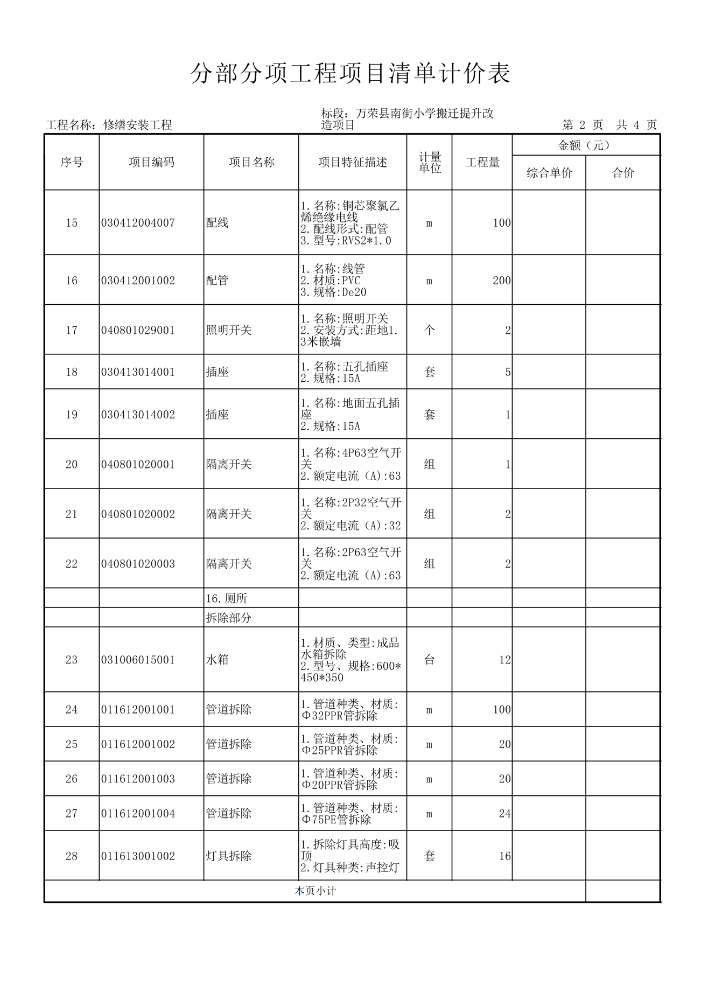 分部分项工程项目清单计价表
标段：万荣县南街小学搬迁提升改
工程名称：修缮安装工程 造项目 第 2 页 共 4 页
序号 项目编码 项目名称 项目特征描述 计量单位 工程量 金额（元）
综合单价 合价
15 030412004007 配线 1.名称:铜芯聚氯乙
烯绝缘电线
2.配线形式:配管
3.型号:RVS2*1.0 m 100
16 030412001002 配管 1.名称:线管
2.材质:PVC
3.规格:De20 m 200
17 040801029001 照明开关 1.名称:照明开关
2.安装方式:距地1.
3米嵌墙 个 2
18 030413014001 插座 1.名称:五孔插座
2.规格:15A 套 5
19 030413014002 插座 1.名称:地面五孔插
座
2.规格:15A 套 1
20 040801020001 隔离开关 1.名称:4P63空气开
关
2.额定电流（A):63 组 1
21 040801020002 隔离开关 1.名称:2P32空气开
关
2.额定电流（A):32 组 2
22 040801020003 隔离开关 1.名称:2P63空气开
关
2.额定电流（A):63 组 2
16.厕所
拆除部分
23 031006015001 水箱 1.材质、类型:成品
水箱拆除
2.型号、规格:600*
450*350 台 12
24 011612001001 管道拆除 1.管道种类、材质:
Φ32PPR管拆除 m 100
25 011612001002 管道拆除 1.管道种类、材质:
Φ25PPR管拆除 m 20
26 011612001003 管道拆除 1.管道种类、材质:
Φ20PPR管拆除 m 20
27 011612001004 管道拆除 1.管道种类、材质:
Φ75PE管拆除 m 24
28 011613001002 灯具拆除 1.拆除灯具高度:吸
顶
2.灯具种类:声控灯 套 16
本页小计